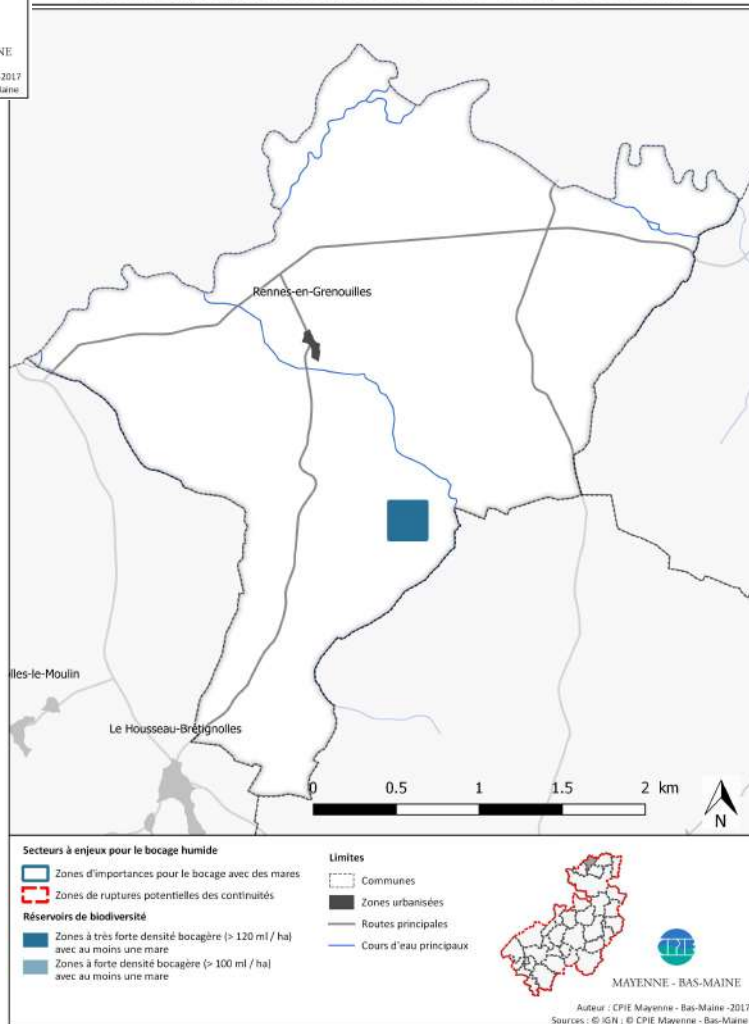 NE
2017
Maine
Rennes-en-Grenouilles
lles-le-Moulin
Le Housseau-Brétignolles
0 0.5 1 1.5 2 km
N
Secteurs à enjeux pour le bocage humide
Zones d'importances pour le bocage avec des mares
Zones de ruptures potentielles des continuités
Réservoirs de biodiversité
Zones à très forte densité bocagère (> 120 ml / ha)
avec au moins une mare
Zones à forte densité bocagère (> 100 ml / ha)
avec au moins une mare
Limites
Communes
Zones urbanisées
Routes principales
Cours d'eau principaux
CPIE
MAYENNE - BAS-MAINE
Auteur : CPIE Mayenne - Bas-Maine -2017
Sources : © IGN ; © CPIE Mayenne - Bas-Maine